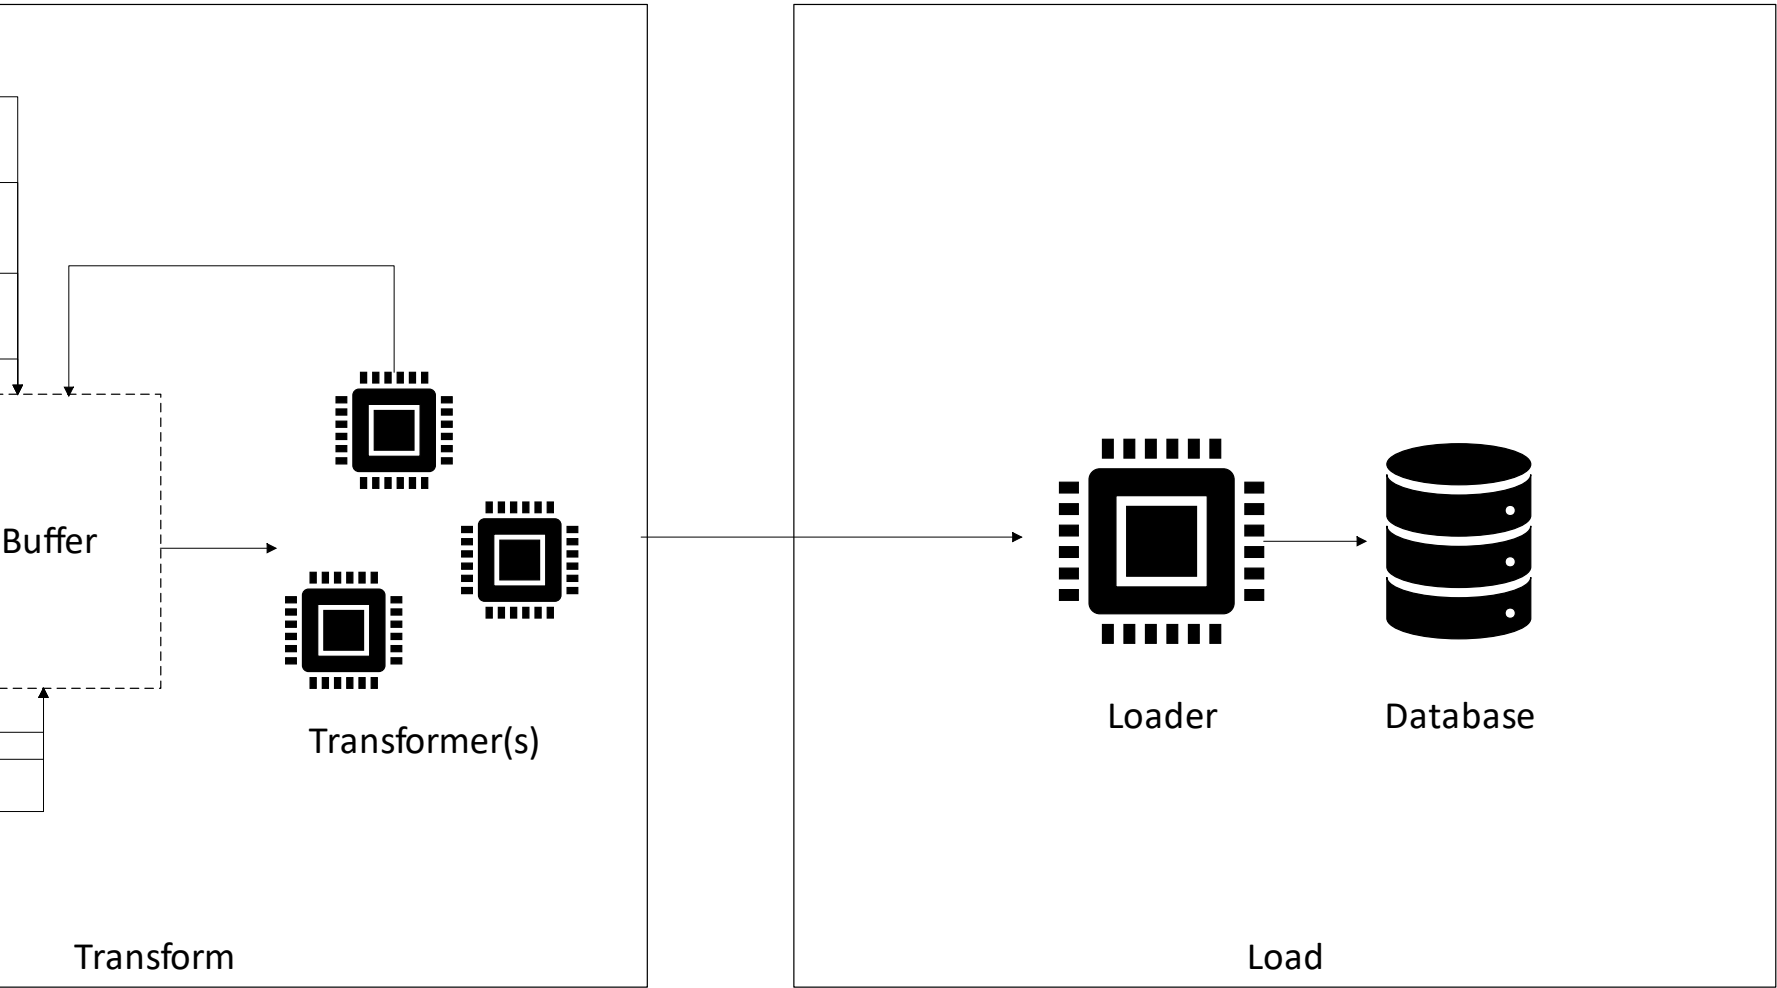 Buffer
Transformer(s)
Transform
Loader
Database
Load